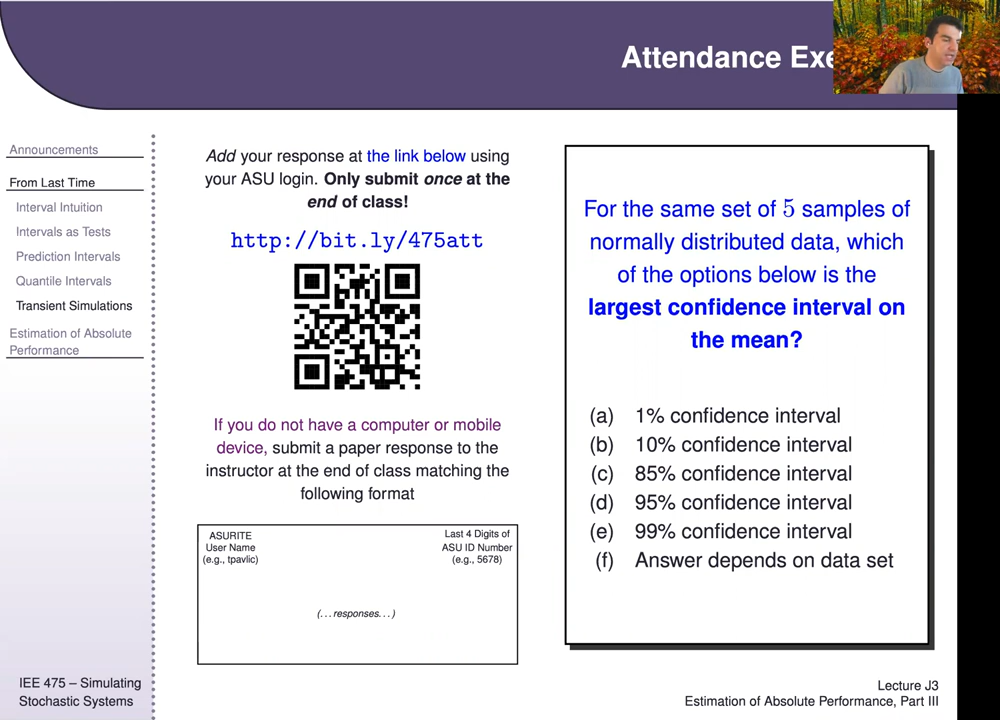 Attendance Exe
Announcements
From Last Time
Interval Intuition
Intervals as Tests
Prediction Intervals
Quantile Intervals
Transient Simulations
Estimation of Absolute
Performance
Add your response at the link below using
your ASU login. Only submit once at the
end of class!
http://bit.ly/475att
If you do not have a computer or mobile
device, submit a paper response to the
instructor at the end of class matching the
following format
ASURITE
User Name
(e.g., tpavlic)
Last 4 Digits of
ASU ID Number
(e.g., 5678)
(...responses...)
For the same set of 5 samples of
normally distributed data, which
of the options below is the
largest confidence interval on
the mean?
(a) 1% confidence interval
(b) 10% confidence interval
(c) 85% confidence interval
(d) 95% confidence interval
(e) 99% confidence interval
(f) Answer depends on data set
IEE 475 – Simulating
Stochastic Systems
Lecture J3
Estimation of Absolute Performance, Part III